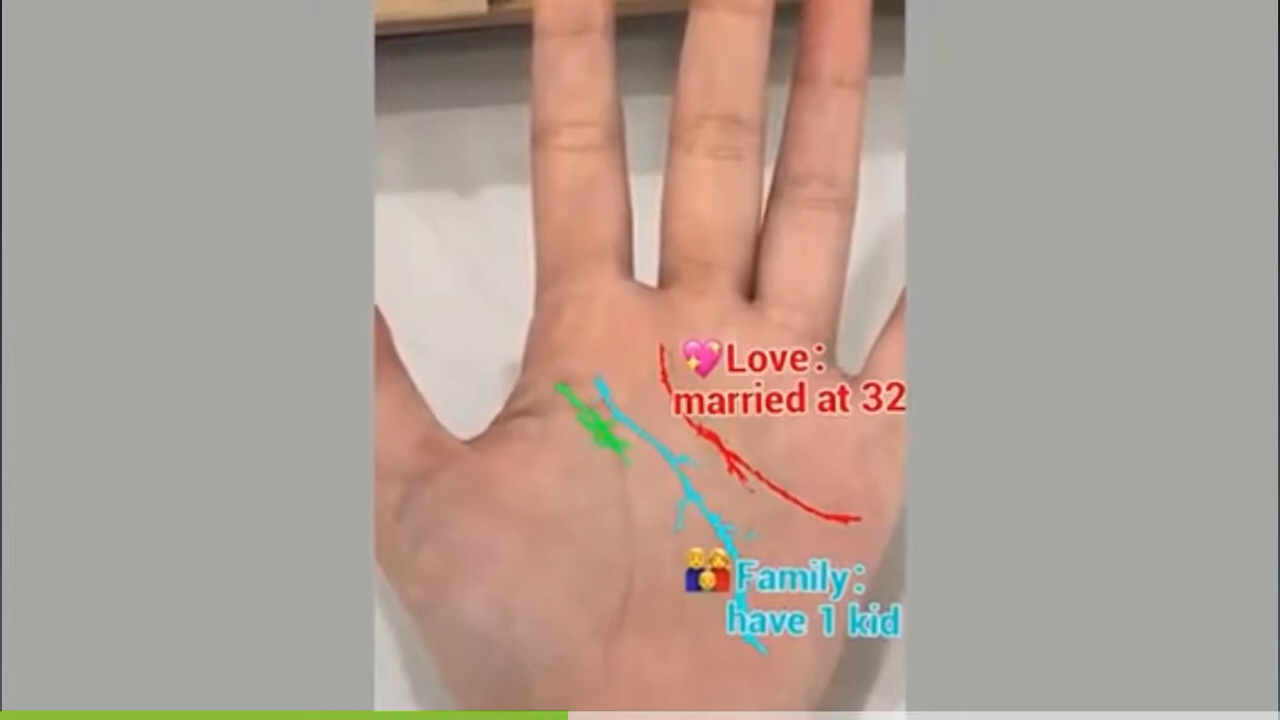 💖Love:
married at 32
👨‍👩‍👦Family:
have 1 kid